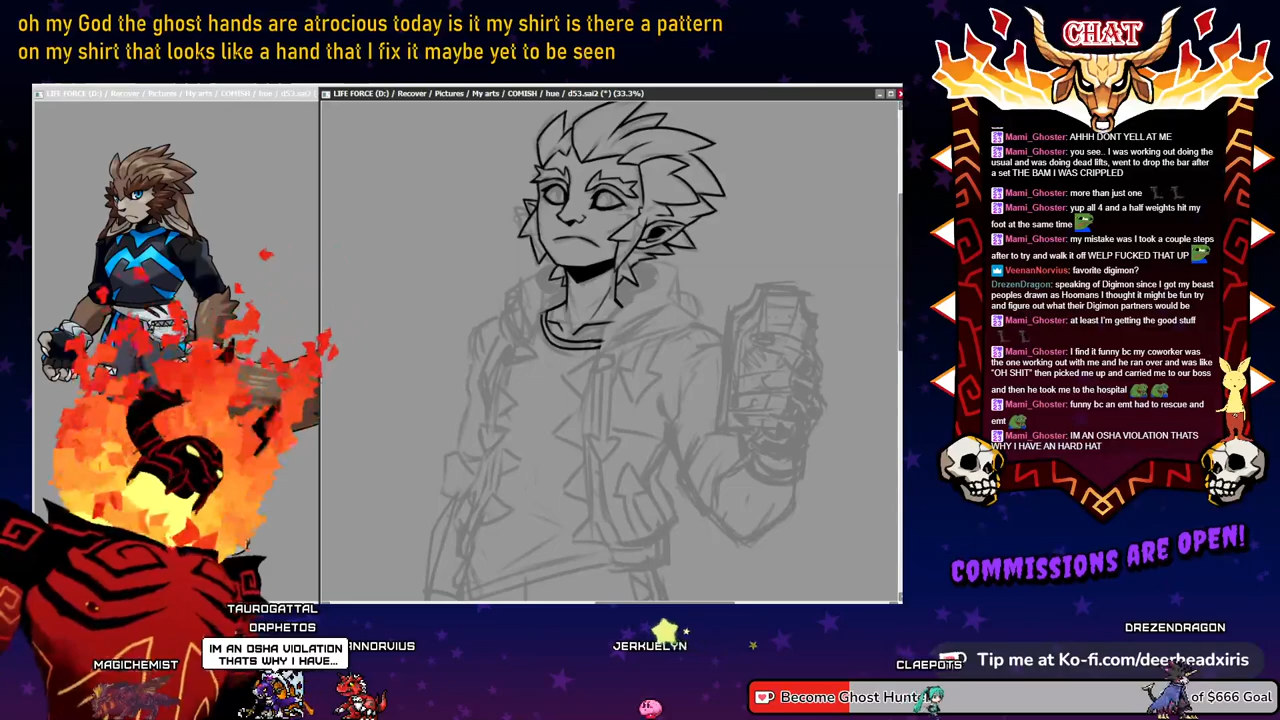 oh my God the ghost hands are atrocious today is it my shirt is there a pattern
on my shirt that looks like a hand that I fix it maybe yet to be seen
LIFE FORCE (D:) / Recover / Pictures / My arts / COMISH / hue / d53.sai2 (
LIFE FORCE (D:) / Recover / Pictures / My arts / COMISH / hue / d53.sai2 (*) (33.3%)
CHAT
Mami_Ghoster: AHHH DONT YELL AT ME
Mami_Ghoster: you see.. I was working out doing the
usual and was doing dead lifts, went to drop the bar after
a set THE BAM I WAS CRIPPLED
Mami_Ghoster: more than just one
Mami_Ghoster: yup all 4 and a half weights hit my
foot at the same time
Mami_Ghoster: my mistake was I took a couple steps
after to try and walk it off WELP FUCKED THAT UP
VeenanNorvius: favorite digimon?
DrezenDragon: speaking of Digimon since I got my beast
peoples drawn as Hoomans I thought it might be fun try
and figure out what their Digimon partners would be
Mami_Ghoster: at least I'm getting the good stuff
Mami_Ghoster: I find it funny bc my coworker was
the one working out with me and he ran over and was like
"OH SHIT" then picked me up and carried me to our boss
and then he took me to the hospital
Mami_Ghoster: funny bc an emt had to rescue and
emt
Mami_Ghoster: IM AN OSHA VIOLATION THATS
WHY I HAVE AN HARD HAT
COMMISSIONS ARE OPEN!
TAUROGATTAL
ORPHETOS
ANNORVIUS
JERKUELYN
DREZENDRAGON
IM AN OSHA VIOLATION
THATS WHY I HAVE...
MAGICHEMIST
CLAEPOTS
Tip me at Ko-fi.com/deerheadxiris
Become Ghost Hunt
of $666 Goal